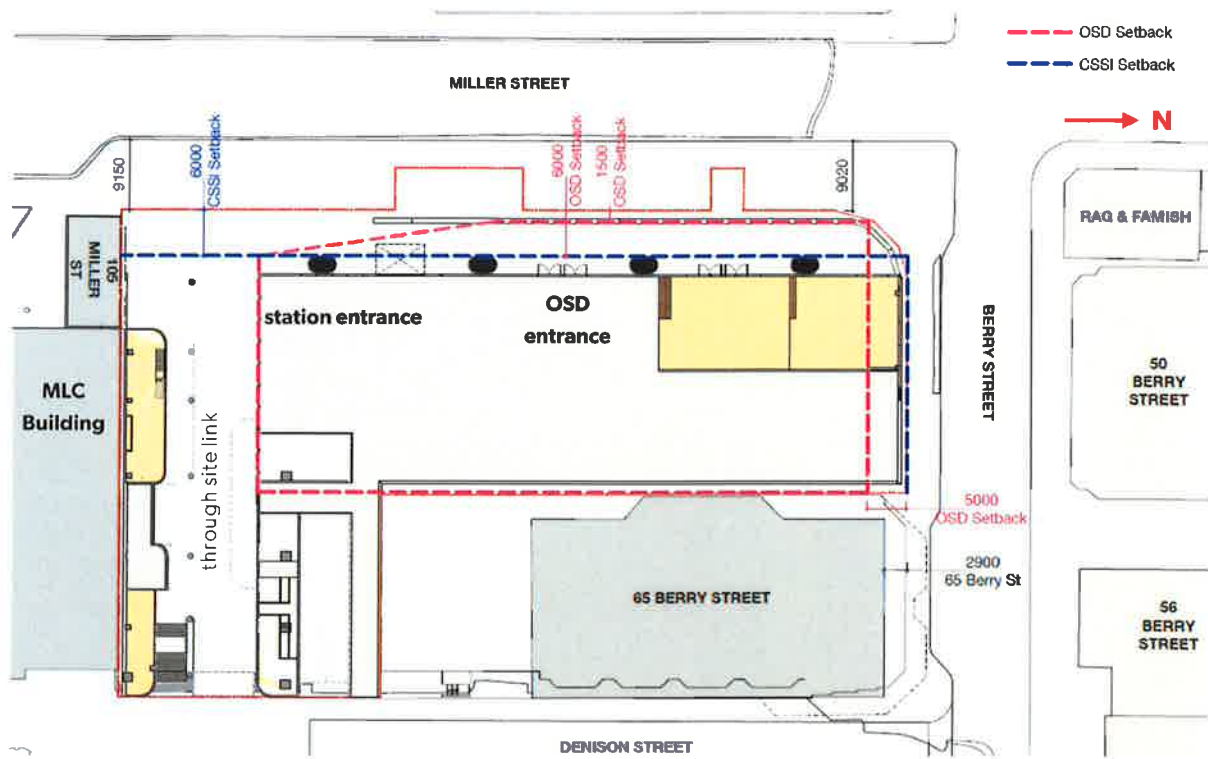 OSD Setback
CSSI Setback
N
MILLER STREET
9150
6000
CSSI Setback
6000
OSD Setback
1500
OSD Setback
9020
7
105
MILLER
ST
RAG & FAMISH
station entrance
OSD
entrance
BERRY STREET
50
BERRY
STREET
MLC
Building
through site link
5000
OSD Setback
2900
65 Berry St
65 BERRY STREET
56
BERRY
STREET
DENISON STREET